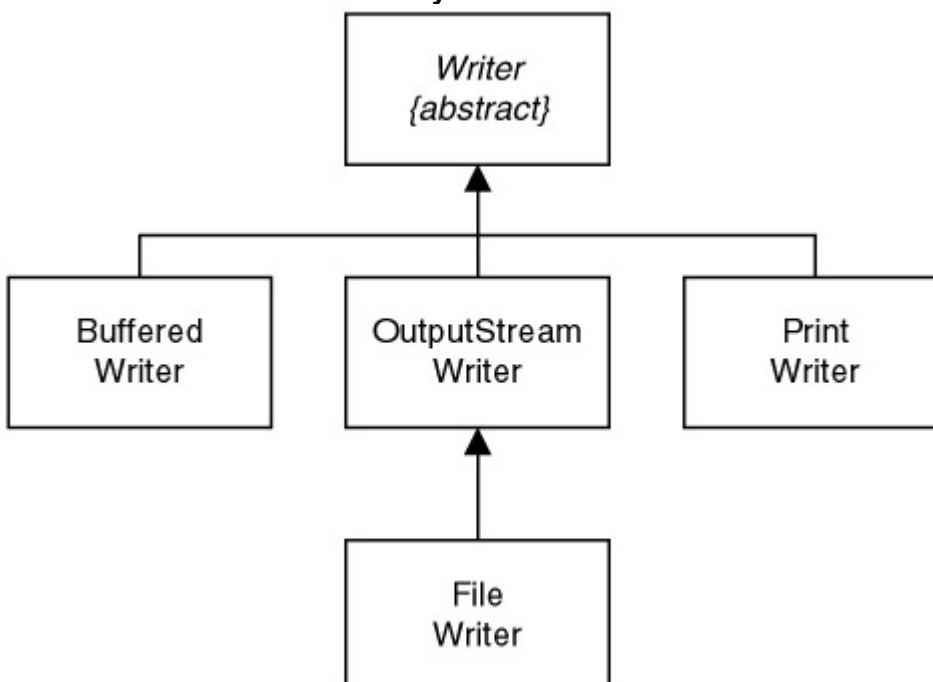 Writer
{abstract}
Buffered
Writer
OutputStream
Writer
Print
Writer
File
Writer